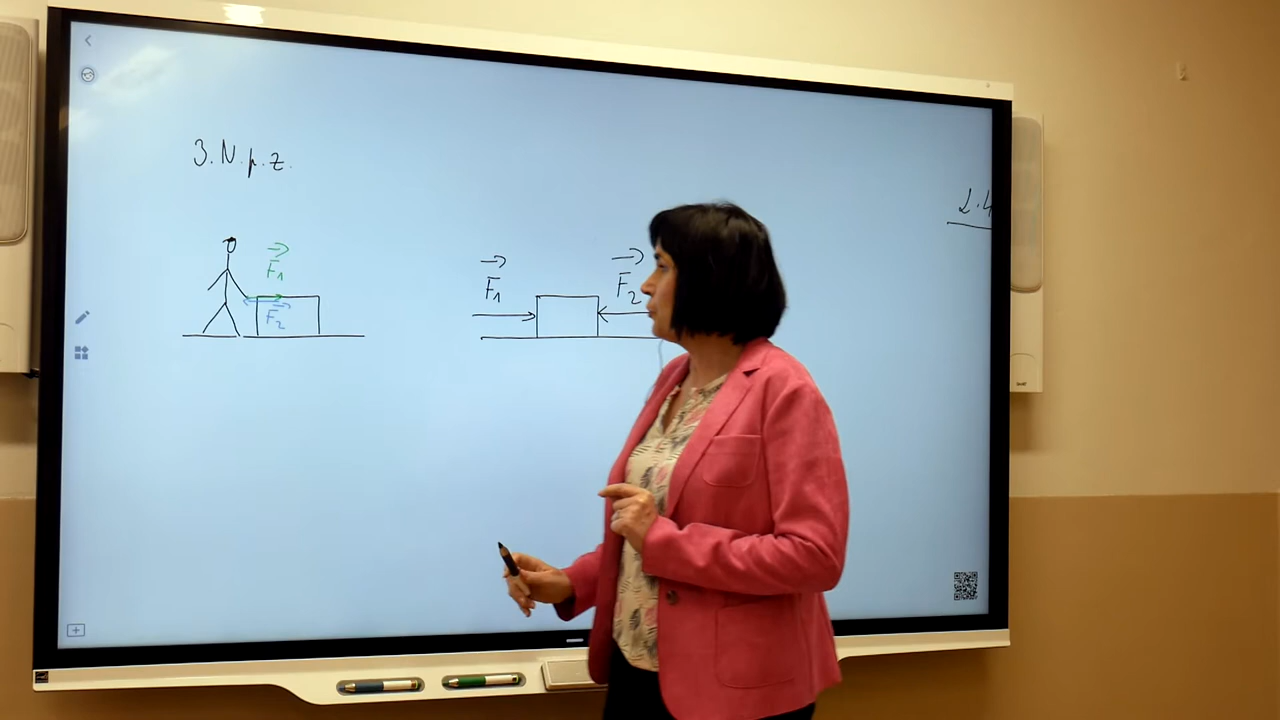 3. N. p. z.
F₁
F₂
F₁
F₂